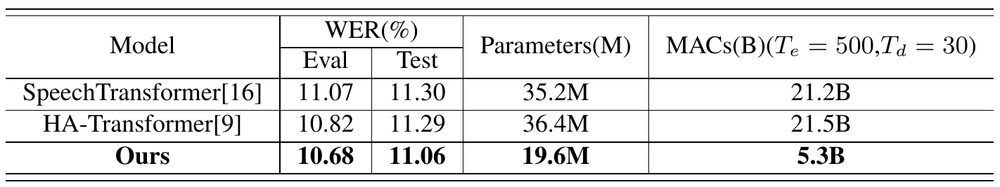 Model WER(%) Parameters(M) MACs(B)(T_e = 500,T_d = 30)
Eval Test
SpeechTransformer[16] 11.07 11.30 35.2M 21.2B
HA-Transformer[9] 10.82 11.29 36.4M 21.5B
Ours 10.68 11.06 19.6M 5.3B